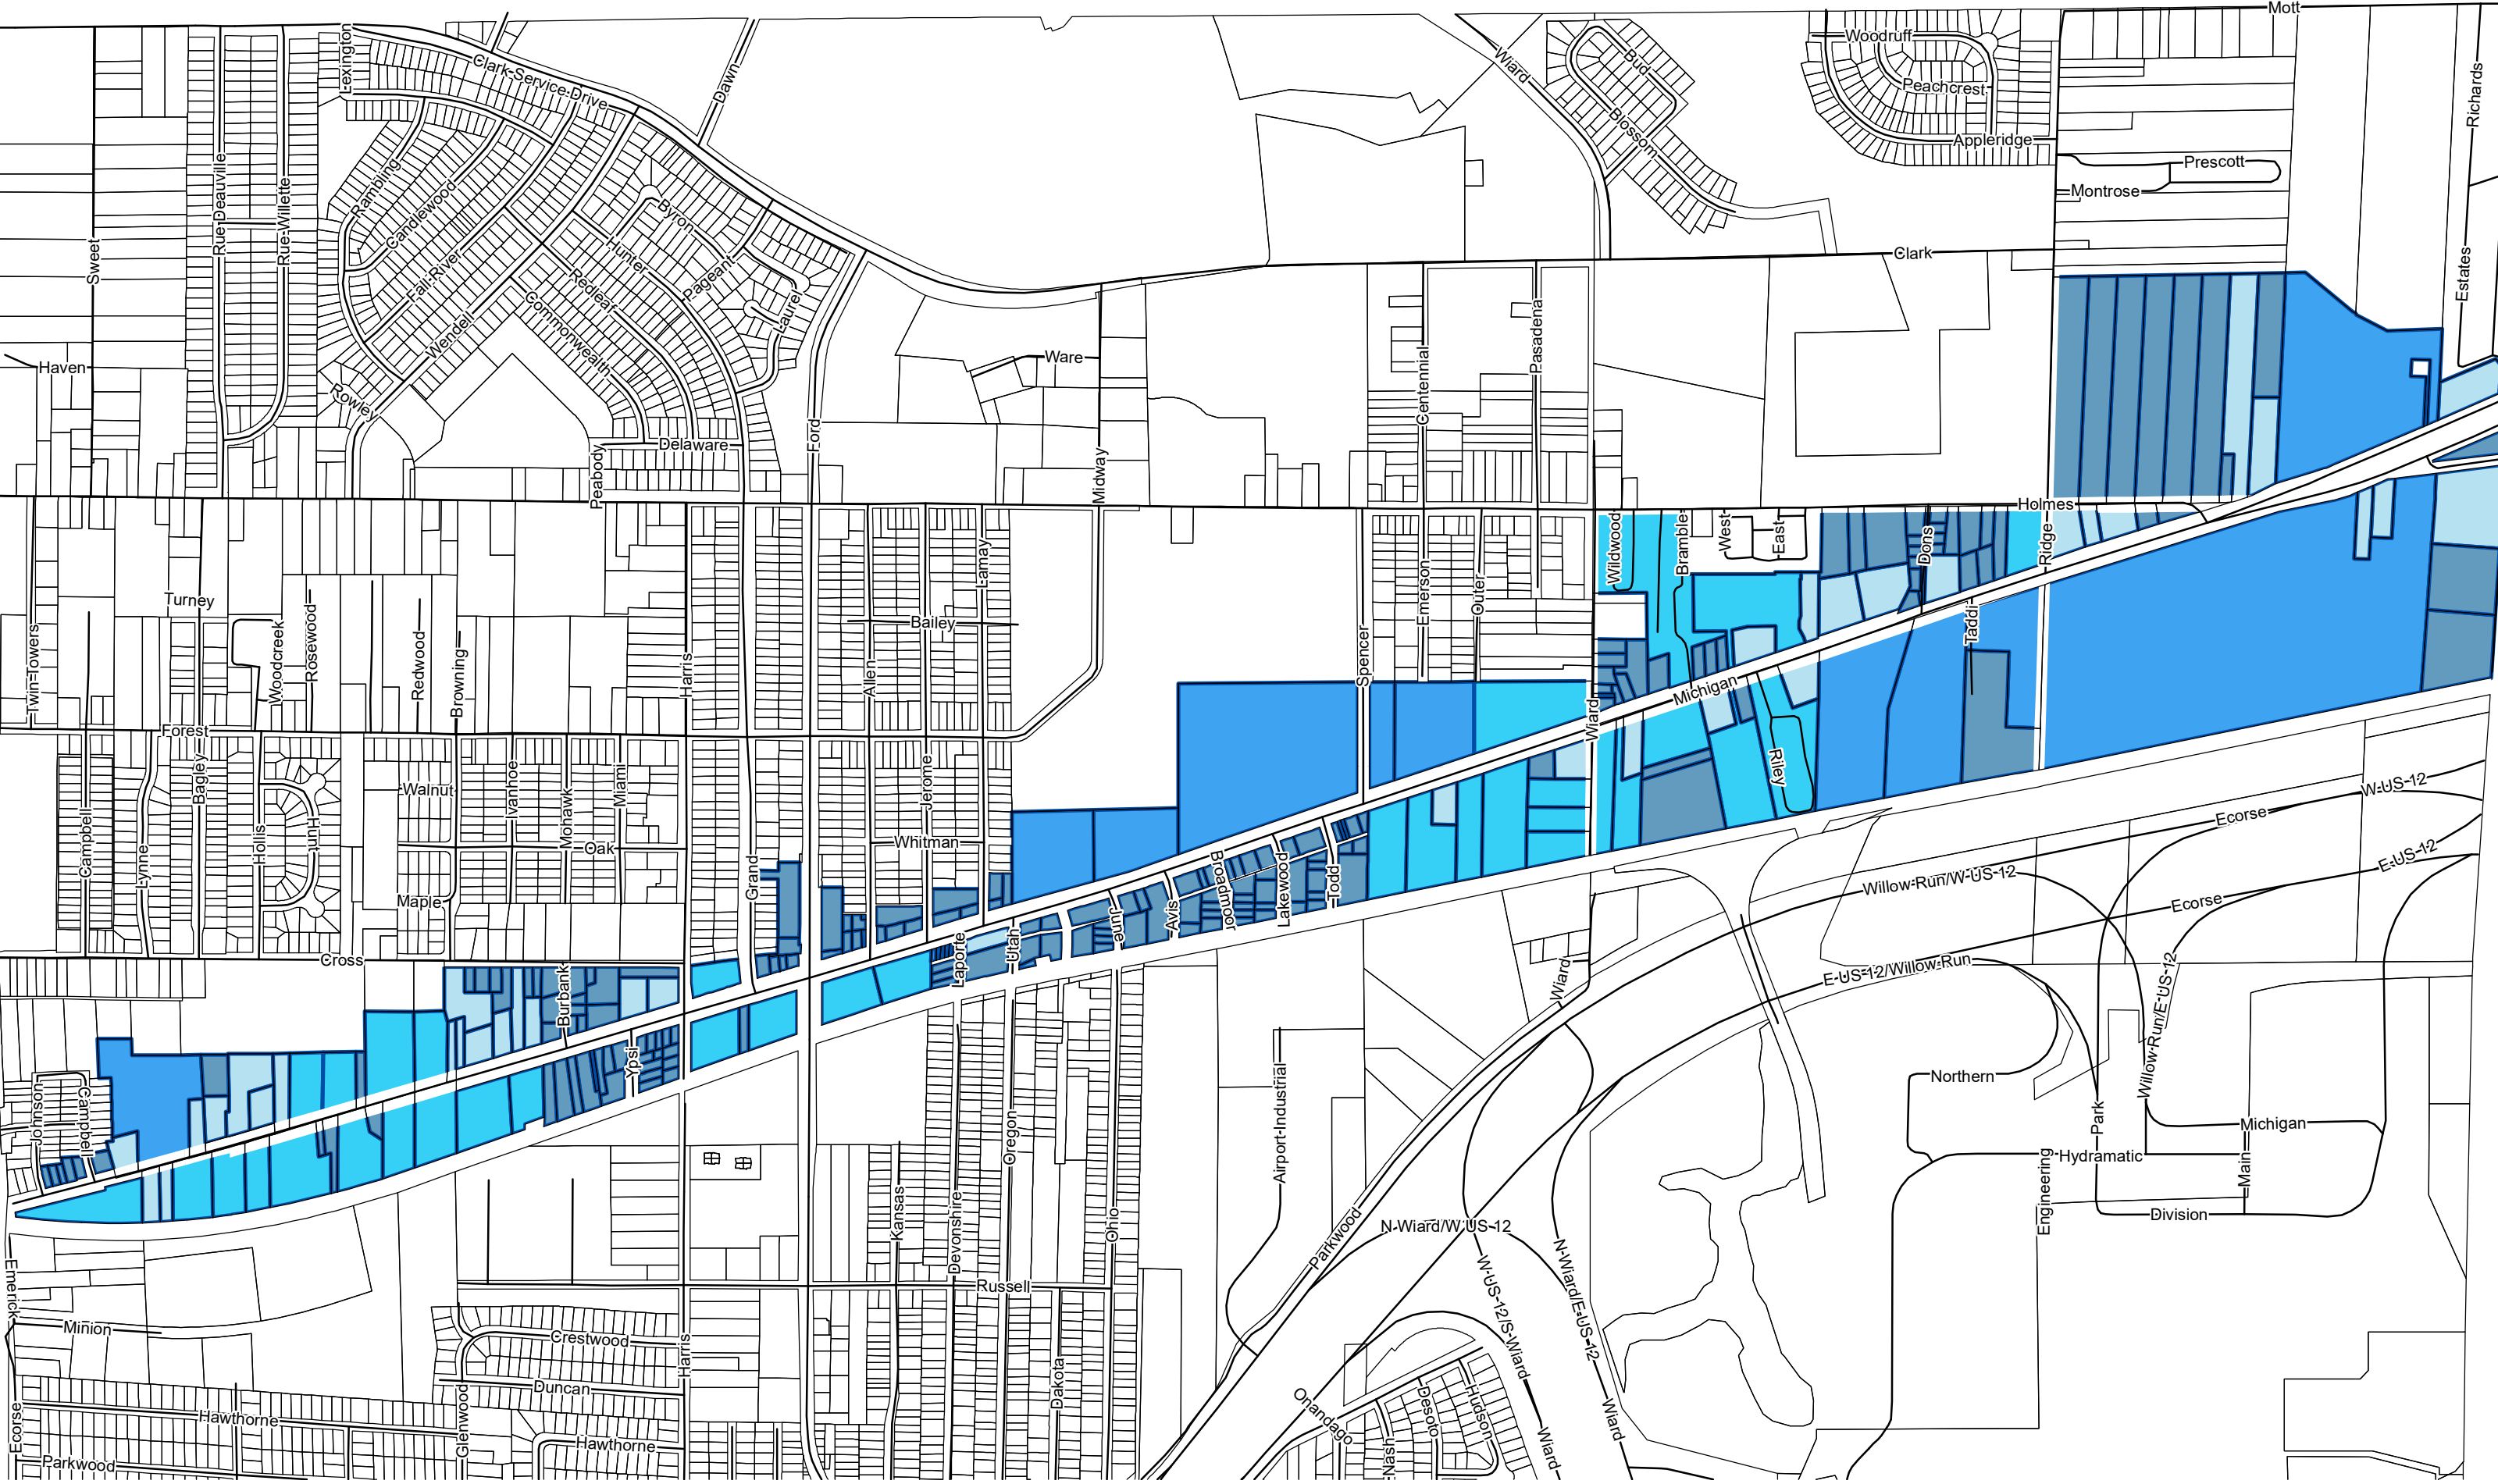 Mott
Lexington
Clark-Service-Drive
Dawn
Wiard
Bud
Woodruff
Peachcrest
Richards
Blossom
Appleridge
Prescott
Montrose
Rambling
Candlewood
Rue-Deauville
Rue-Willette
Byron
Sweet
Fall-River
Hunter
Pageant
Redleaf
Laurel
Clark
Estates
Commonwealth
Wendell
Pasadena
Centennial
Ware
Haven
Rowley
Delaware
Ford
Peabody
Midway
Holmes
Wildwood
Bramble
West
East
Dons
Ridge
Lamay
Emerson
Outer
Turney
Twin-Towers
Woodcreek
Rosewood
Redwood
Browning
Harris
Bailey
Allen
Spencer
Taddi
Michigan
Wiard
Forest
Bagley
Campbell
Lynne
Hollis
Hunt
Walnut
Ivanhoe
Mohawk
Miami
Oak
Maple
Jerome
Whitman
Grand
Riley
W-US-12
Ecorse
E-US-12
Willow-Run/W-US-12
Ecorse
Broadmoor
Lakewood
Todd
June
Avis
Utah
Laporte
Cross
Burbank
Ypsi
Wiard
E-US-12/Willow-Run
Willow-Run/E-US-12
Johnson
Campbell
Oregon
Airport-Industrial
Northern
Park
Michigan
Hydramatic
Main
Engineering
Division
Kansas
Devonshire
Ohio
Parkwood
N-Wiard/W-US-12
W-US-12/S-Wiard
N-Wiard/E-US-12
Emerick
Russell
Minion
Crestwood
Harris
Duncan
Dakota
Hawthorne
Glenwood
Ecorse
Hawthorne
Parkwood
Onandago
Desoto
Hudson
Nash
Wiard
Wiard